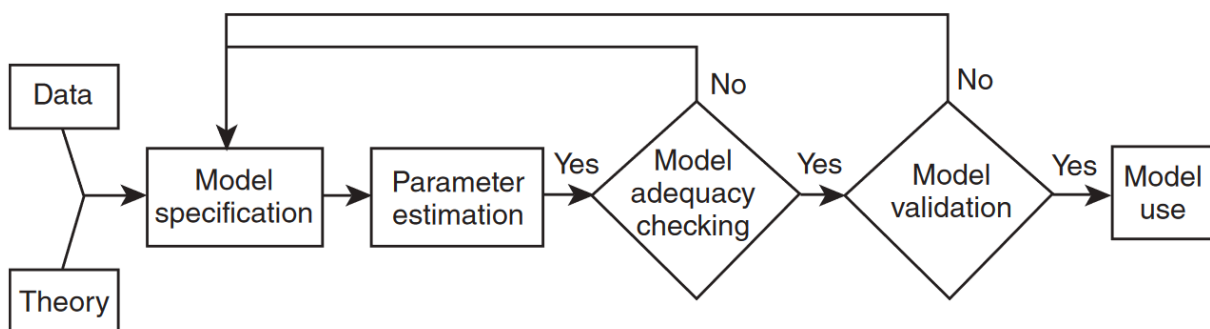 Data
Theory
Model
specification
Parameter
estimation
Yes
Model
adequacy
checking
No
Yes
Model
validation
No
Yes
Model
use